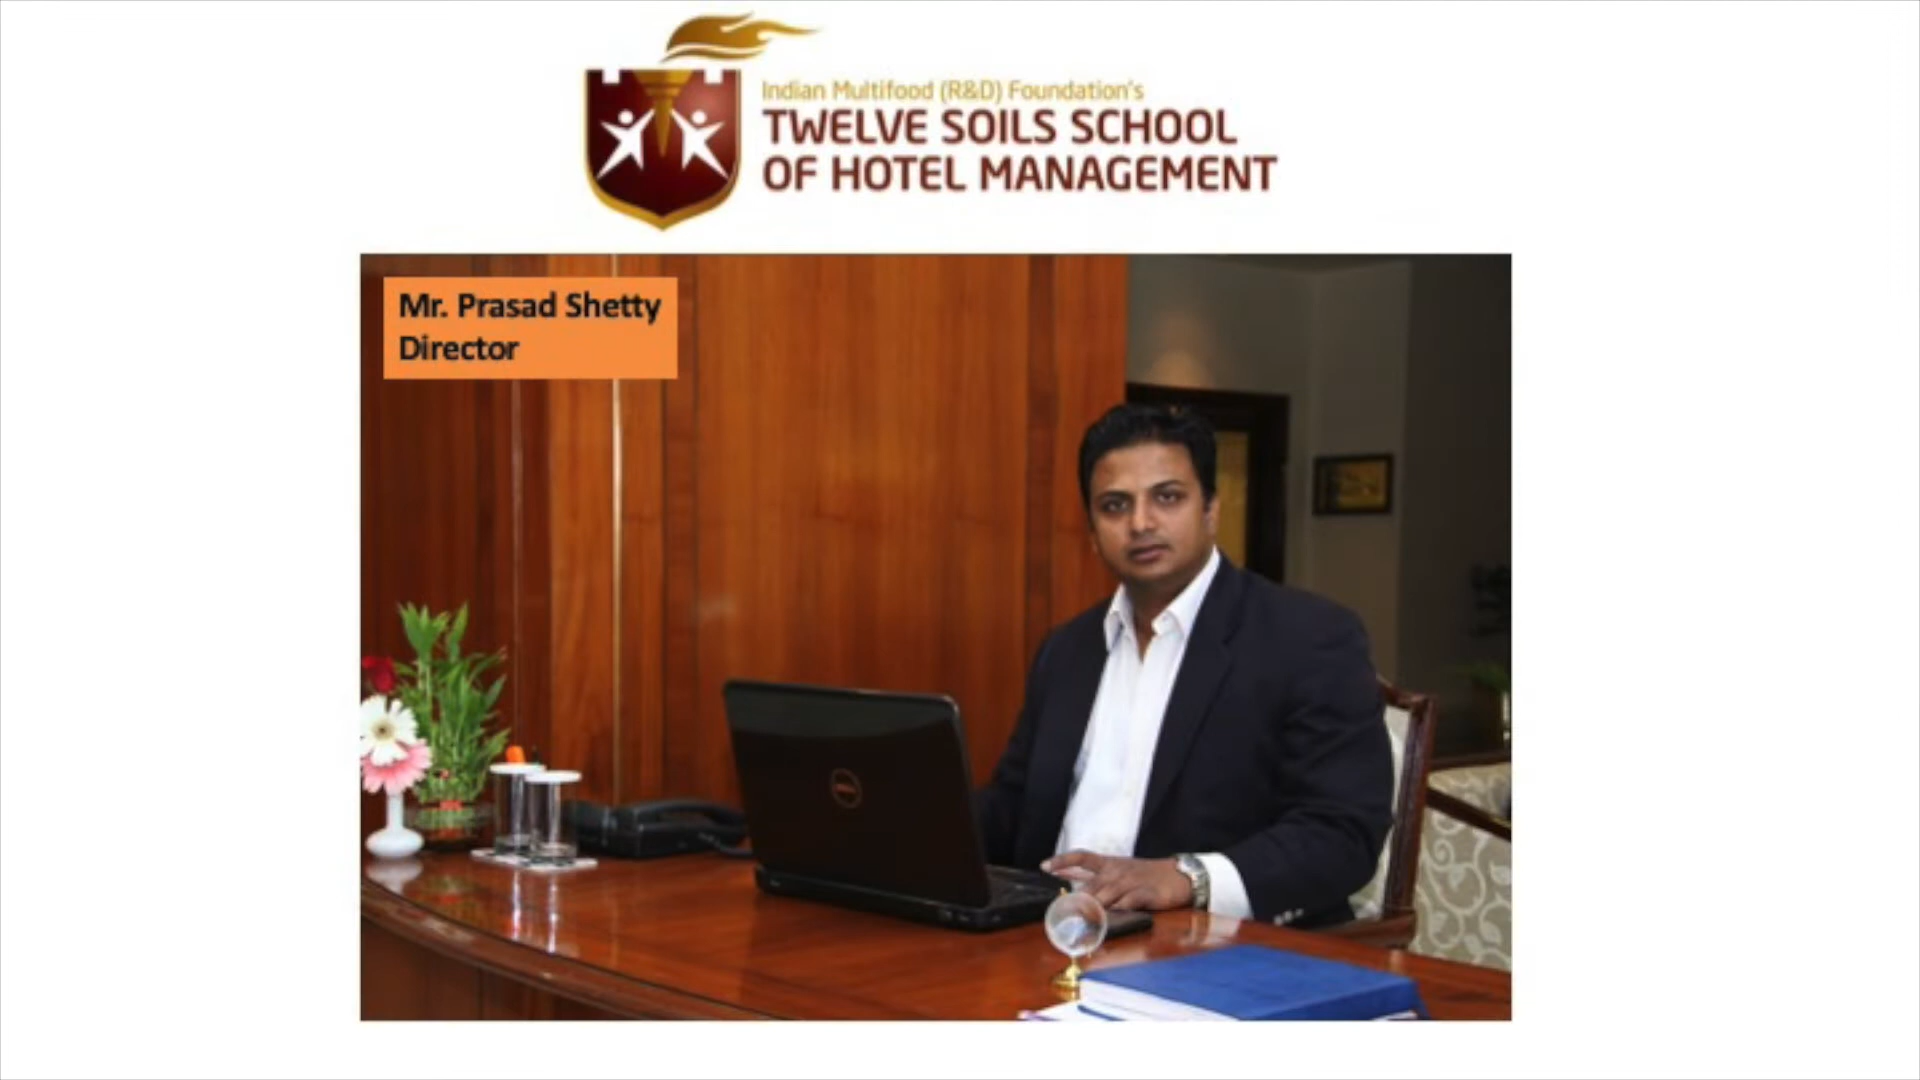 Indian Multifood (R&D) Foundation's
TWELVE SOILS SCHOOL
OF HOTEL MANAGEMENT
Mr. Prasad Shetty
Director
DELL